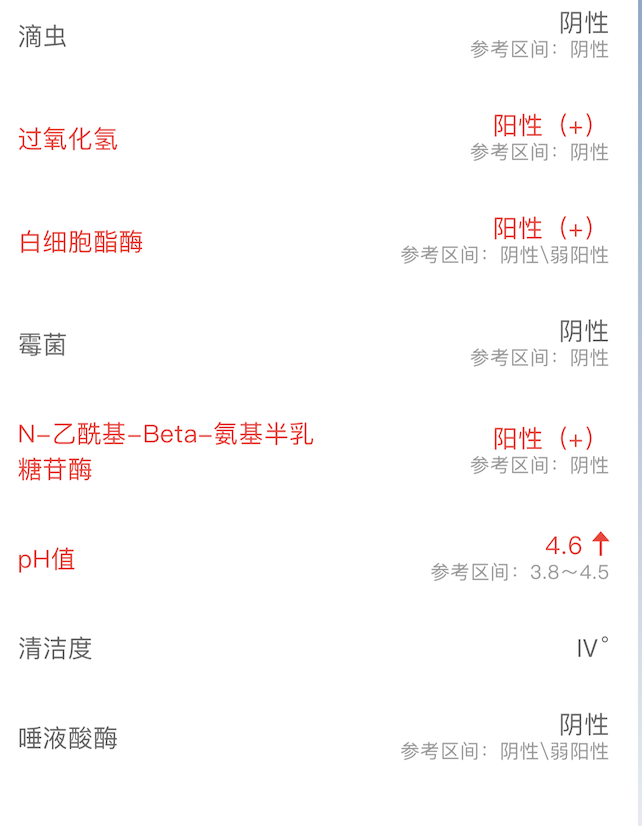 滴虫
阴性
参考区间：阴性
过氧化氢
阳性（+）
参考区间：阴性
白细胞酯酶
阳性（+）
参考区间：阴性\弱阳性
霉菌
阴性
参考区间：阴性
N-乙酰基-Beta-氨基半乳
糖苷酶
阳性（+）
参考区间：阴性
pH值
4.6 ↑
参考区间：3.8～4.5
清洁度
IV°
唾液酸酶
阴性
参考区间：阴性\弱阳性